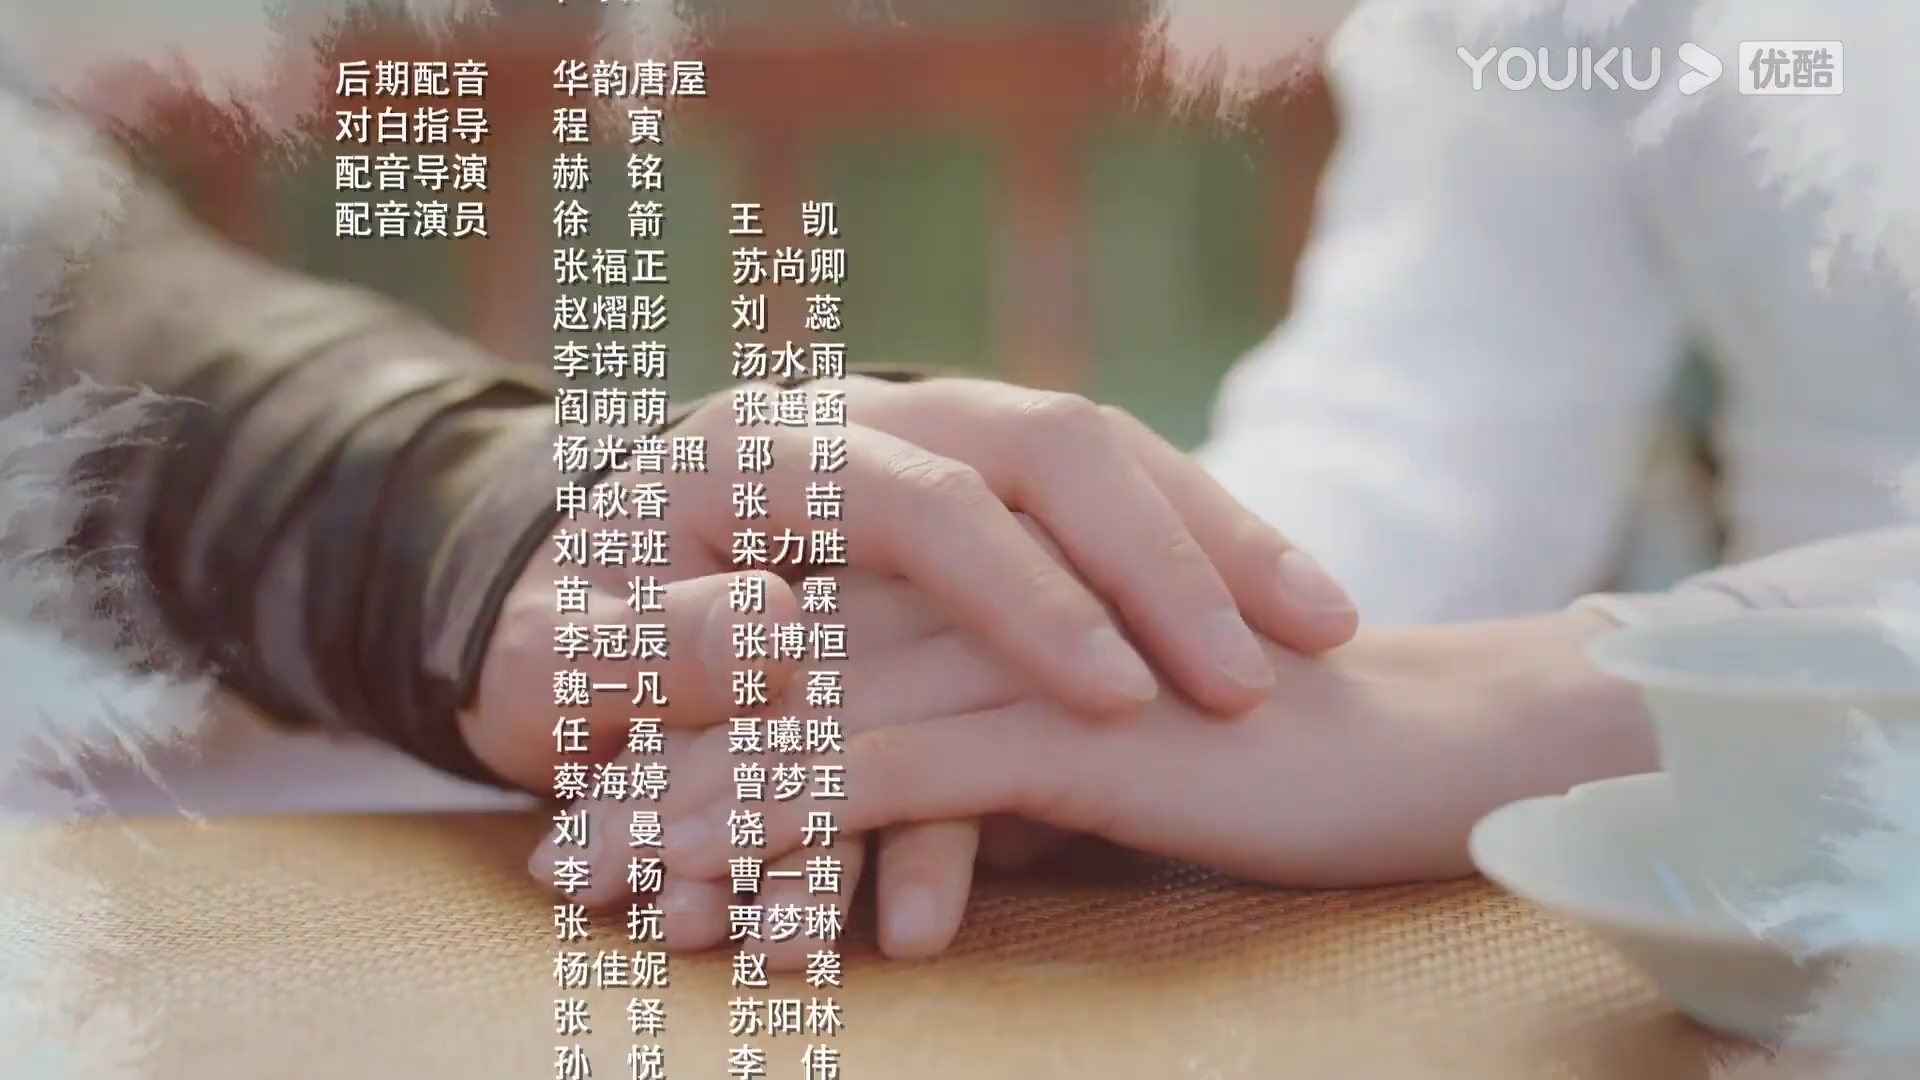 YOUKU 优酷
后期配音 华韵唐屋
对白指导 程 寅
配音导演 赫 铭
配音演员 徐 箭 王 凯
张福正 苏尚卿
赵熠彤 刘 蕊
李诗萌 汤水雨
阎萌萌 张遥函
杨光普照 邵 彤
申秋香 张 喆
刘若班 栾力胜
苗 壮 胡 霖
李冠辰 张博恒
魏一凡 张 磊
任 磊 聂曦映
蔡海婷 曾梦玉
刘 曼 饶 丹
李 杨 曹一茜
张 抗 贾梦琳
杨佳妮 赵 袭
张 铎 苏阳林
孙 悦 李 伟